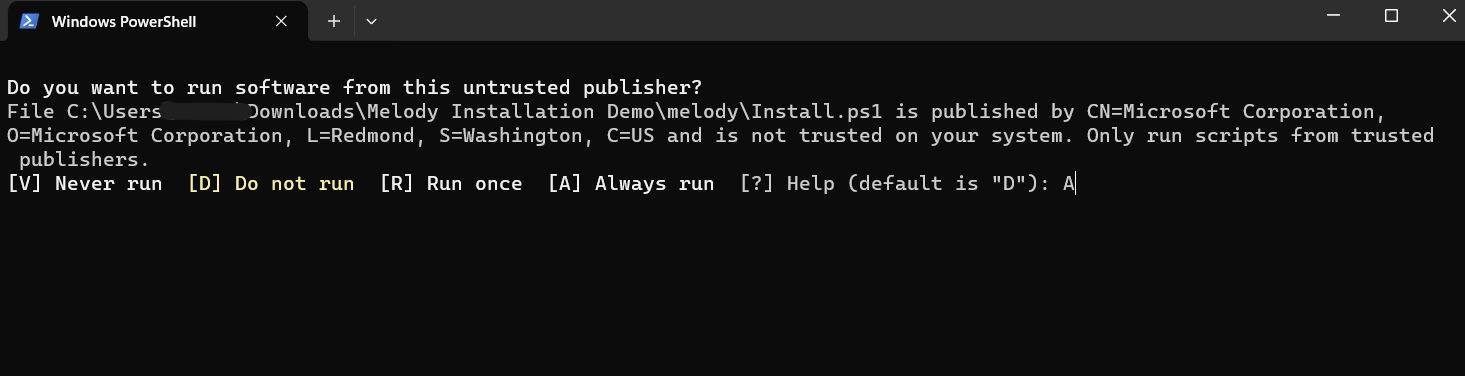 Windows PowerShell
Do you want to run software from this untrusted publisher?
File C:\Users Downloads\Melody Installation Demo\melody\Install.ps1 is published by CN=Microsoft Corporation,
O=Microsoft Corporation, L=Redmond, S=Washington, C=US and is not trusted on your system. Only run scripts from trusted
publishers.
[V] Never run  [D] Do not run  [R] Run once  [A] Always run  [?] Help (default is "D"): A